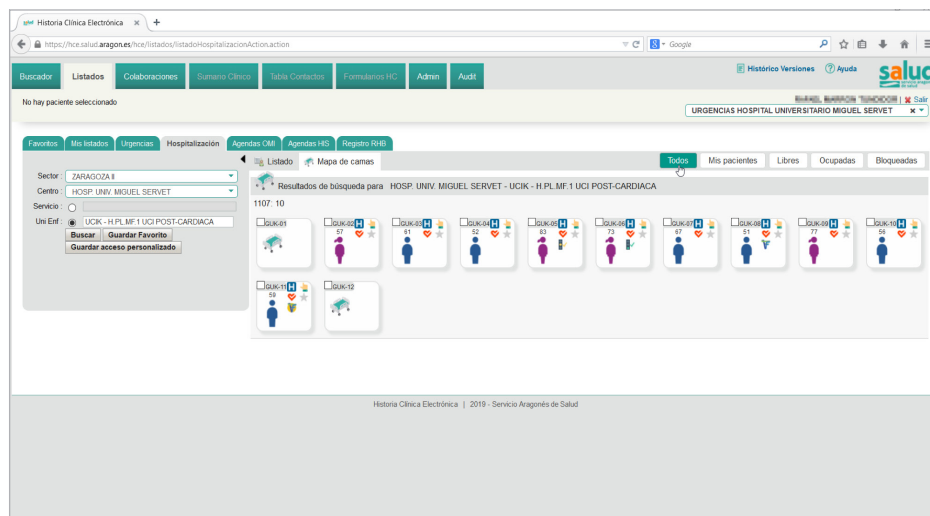 Historia Clínica Electrónica
https://hce.salud.aragon.es/hce/listados/listadoHospitalizacionAction.action
Google
Buscador Listados Colaboraciones Sumario Clínico Tabla Contactos Formularios HC Admin Audit
Histórico Versiones Ayuda
salud
No hay paciente seleccionado
Salir
URGENCIAS HOSPITAL UNIVERSITARIO MIGUEL SERVET
Favoritos Mis listados Urgencias Hospitalización Agendas OMI Agendas HIS Registro RHB
Listado Mapa de camas
Todos Mis pacientes Libres Ocupadas Bloqueadas
Sector : ZARAGOZA II
Centro : HOSP. UNIV. MIGUEL SERVET
Servicio :
Uni Enf : UCIK - H.PL.MF.1 UCI POST-CARDIACA
Buscar Guardar Favorito
Guardar acceso personalizado
Resultados de búsqueda para HOSP. UNIV. MIGUEL SERVET - UCIK - H.PL.MF.1 UCI POST-CARDIACA
1107: 10
GUK-01 GUK-02 GUK-03 GUK-04 GUK-05 GUK-06 GUK-07 GUK-08 GUK-09 GUK-10
57 61 52 83 73 67 51 77 56
GUK-11 GUK-12
59
Historia Clínica Electrónica | 2019 - Servicio Aragonés de Salud